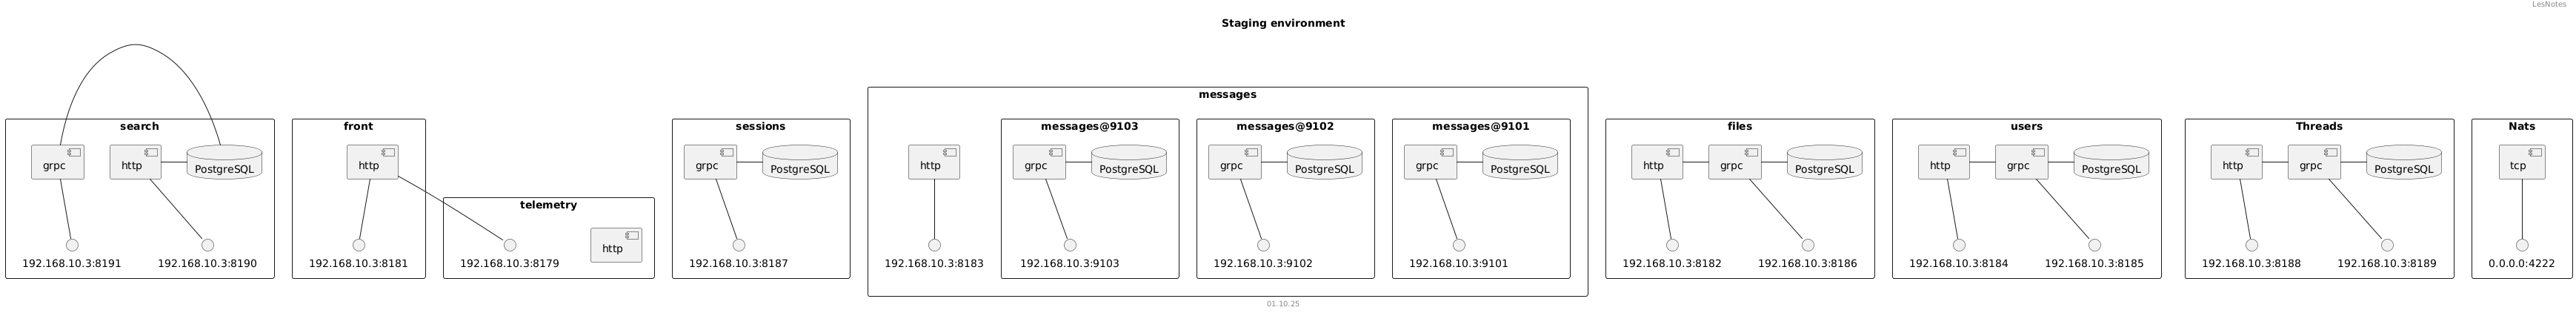 LesNotes
Staging environment
search
grpc
http
PostgreSQL
192.168.10.3:8191
192.168.10.3:8190
front
http
192.168.10.3:8181
telemetry
http
192.168.10.3:8179
sessions
grpc
PostgreSQL
192.168.10.3:8187
messages
http
192.168.10.3:8183
messages@9103
grpc
PostgreSQL
192.168.10.3:9103
messages@9102
grpc
PostgreSQL
192.168.10.3:9102
messages@9101
grpc
PostgreSQL
192.168.10.3:9101
files
http
grpc
PostgreSQL
192.168.10.3:8182
192.168.10.3:8186
users
http
grpc
PostgreSQL
192.168.10.3:8184
192.168.10.3:8185
Threads
http
grpc
PostgreSQL
192.168.10.3:8188
192.168.10.3:8189
Nats
tcp
0.0.0.0:4222
01.10.25